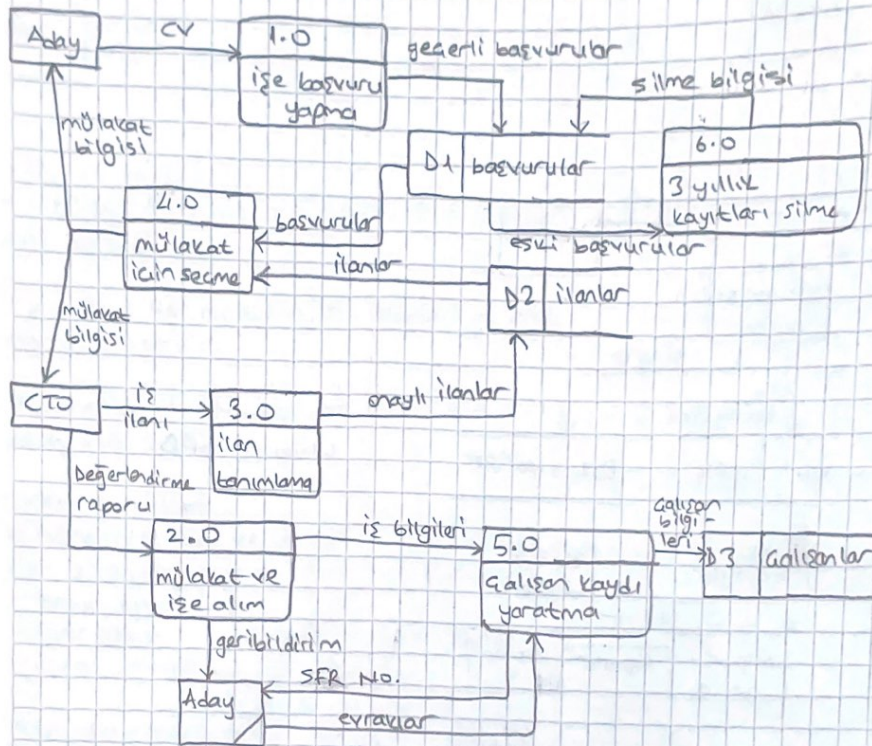 Aday
CV
1.0
işe başvuru
yapma
geçerli başvurular
silme bilgisi
mülakat
bilgisi
D1
başvurular
6.0
3 yıllık
kayıtları silme
4.0
mülakat
için seçme
başvurular
eski başvurular
ilanlar
D2
ilanlar
mülakat
bilgisi
CTO
iş
ilanı
3.0
ilan
tanımlama
onaylı ilanlar
Değerlendirme
raporu
2.0
mülakat ve
işe alım
iş bilgileri
5.0
Çalışan kaydı
yaratma
Çalışan
bilgi-
leri
D3
Çalışanlar
geribildirim
SFR No.
Aday
evraklar